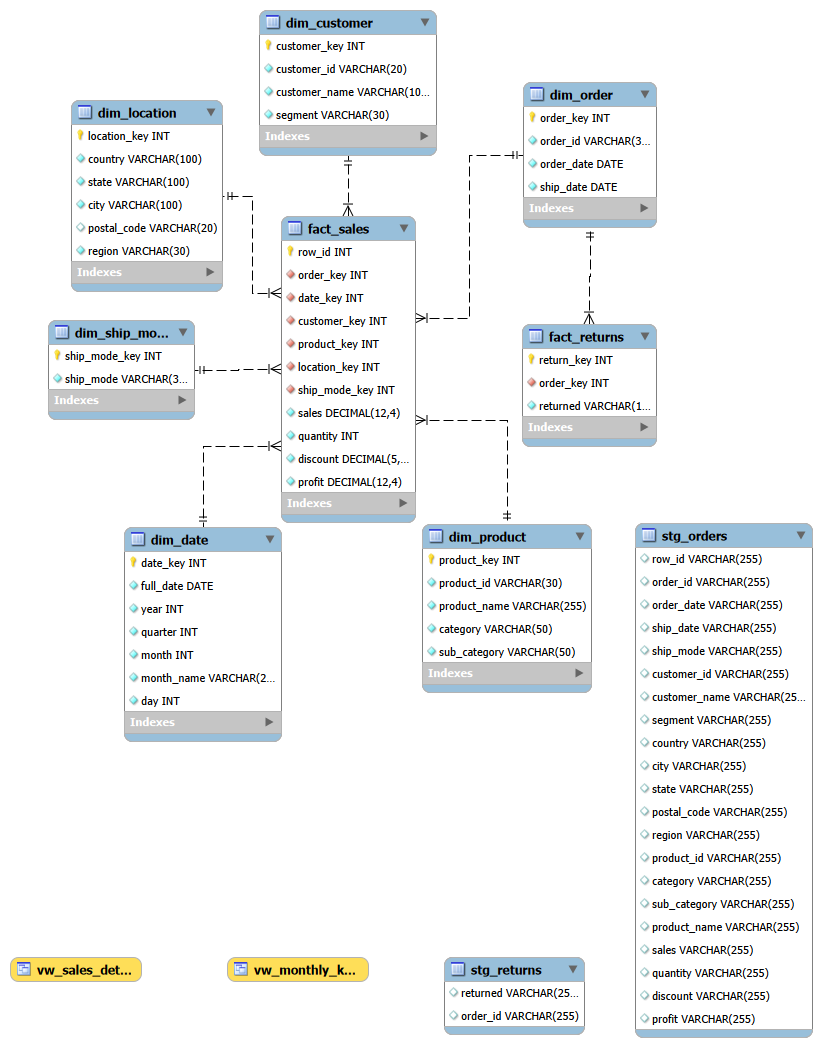 dim_customer
customer_key INT
customer_id VARCHAR(20)
customer_name VARCHAR(10...
segment VARCHAR(30)
Indexes
dim_location
location_key INT
country VARCHAR(100)
state VARCHAR(100)
city VARCHAR(100)
postal_code VARCHAR(20)
region VARCHAR(30)
Indexes
dim_order
order_key INT
order_id VARCHAR(3...
order_date DATE
ship_date DATE
Indexes
fact_sales
row_id INT
order_key INT
date_key INT
customer_key INT
product_key INT
location_key INT
ship_mode_key INT
sales DECIMAL(12,4)
quantity INT
discount DECIMAL(5,...
profit DECIMAL(12,4)
Indexes
dim_ship_mo...
ship_mode_key INT
ship_mode VARCHAR(3...
Indexes
fact_returns
return_key INT
order_key INT
returned VARCHAR(1...
Indexes
dim_date
date_key INT
full_date DATE
year INT
quarter INT
month INT
month_name VARCHAR(2...
day INT
Indexes
dim_product
product_key INT
product_id VARCHAR(30)
product_name VARCHAR(255)
category VARCHAR(50)
sub_category VARCHAR(50)
Indexes
stg_orders
row_id VARCHAR(255)
order_id VARCHAR(255)
order_date VARCHAR(255)
ship_date VARCHAR(255)
ship_mode VARCHAR(255)
customer_id VARCHAR(255)
customer_name VARCHAR(25...
segment VARCHAR(255)
country VARCHAR(255)
city VARCHAR(255)
state VARCHAR(255)
postal_code VARCHAR(255)
region VARCHAR(255)
product_id VARCHAR(255)
category VARCHAR(255)
sub_category VARCHAR(255)
product_name VARCHAR(255)
sales VARCHAR(255)
quantity VARCHAR(255)
discount VARCHAR(255)
profit VARCHAR(255)
vw_sales_det...
vw_monthly_k...
stg_returns
returned VARCHAR(25...
order_id VARCHAR(255)